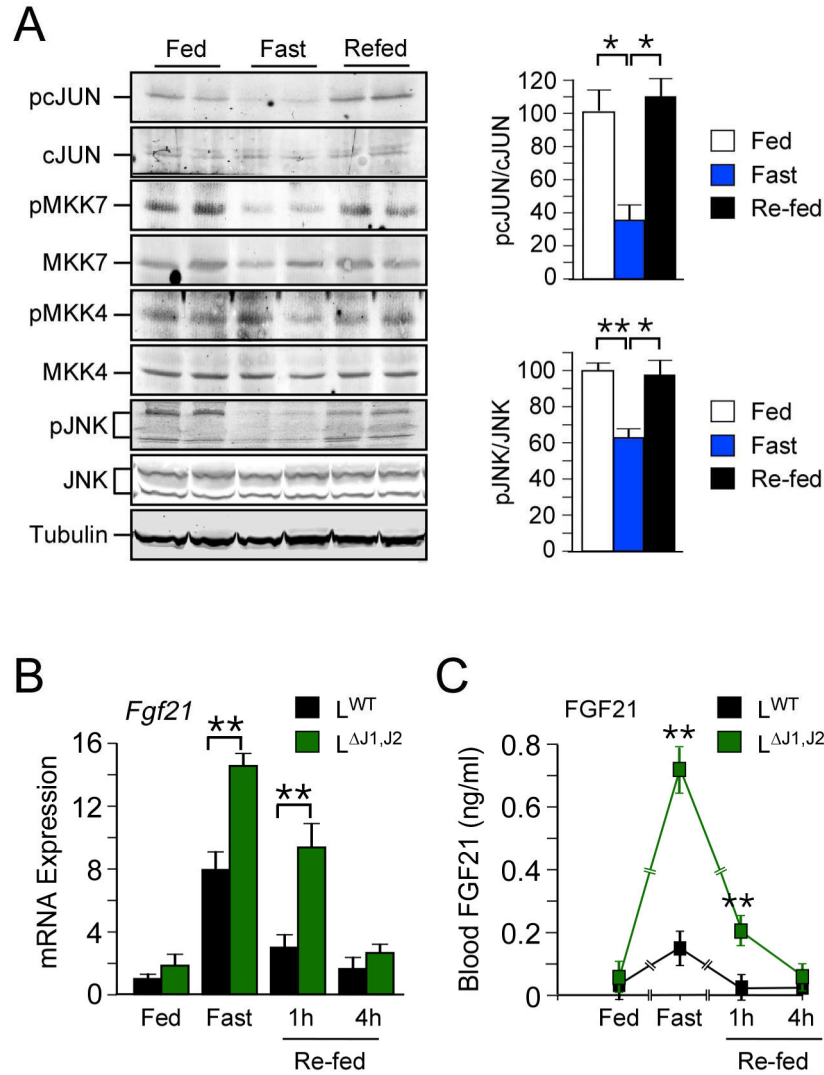 A
Fed Fast Refed
pcJUN
cJUN
pMKK7
MKK7
pMKK4
MKK4
pJNK
JNK
Tubulin
* *
120
100
80
60
40
20
0
pcJUN/cJUN
Fed
Fast
Re-fed
** *
100
80
60
40
20
0
pJNK/JNK
Fed
Fast
Re-fed
B
Fgf21
L^WT
L^ΔJ1,J2
** **
16
12
8
4
0
mRNA Expression
Fed Fast 1h 4h
Re-fed
C
FGF21
L^WT
L^ΔJ1,J2
**
**
0.8
0.6
0.4
0.2
0
Blood FGF21 (ng/ml)
Fed Fast 1h 4h
Re-fed